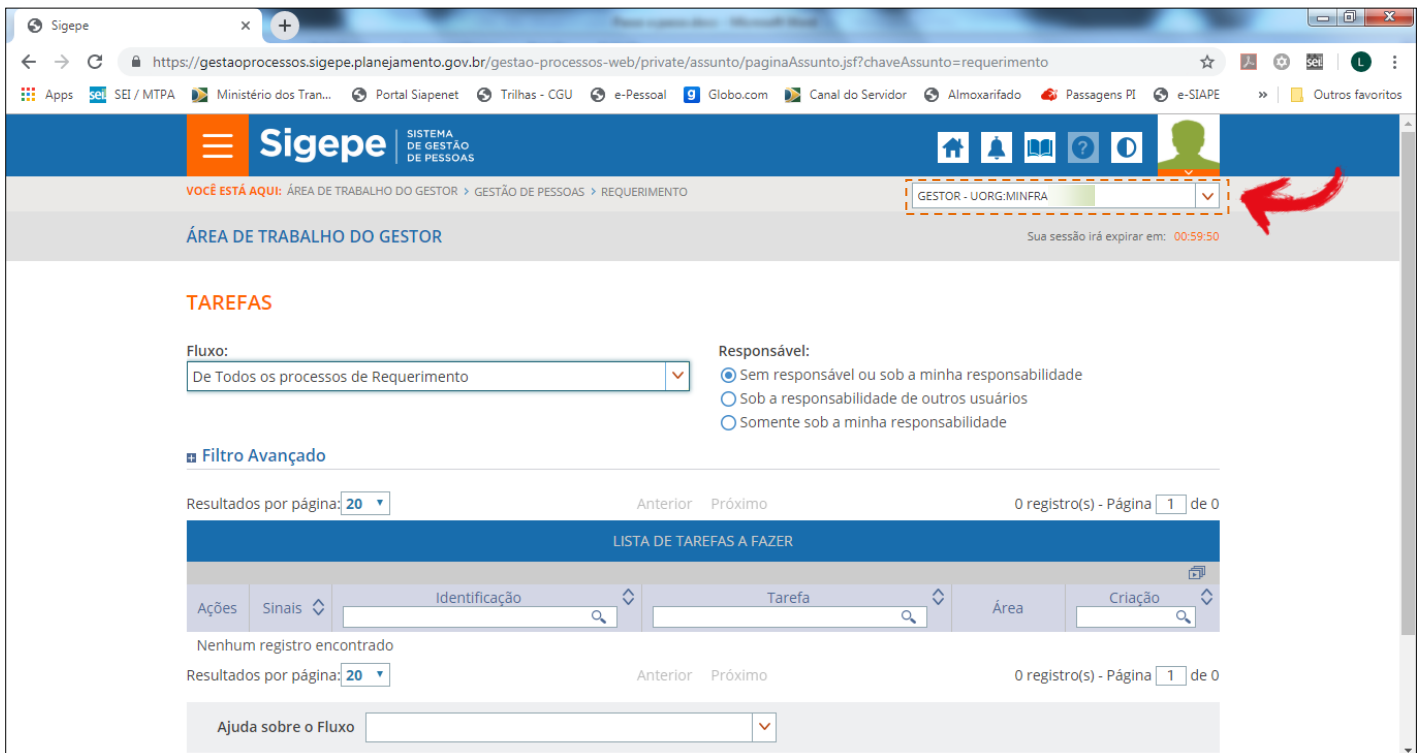 Sigepe
https://gestaoprocessos.sigepe.planejamento.gov.br/gestao-processos-web/private/assunto/paginaAssunto.jsf?chaveAssunto=requerimento
sei!
L
Apps
sei!
SEI / MTPA
Ministério dos Tran...
Portal Siapenet
Trilhas - CGU
e-Pessoal
g
Globo.com
Canal do Servidor
Almoxarifado
Passagens PI
e-SIAPE
»
Outros favoritos
Sigepe
SISTEMA
DE GESTÃO
DE PESSOAS
?
VOCÊ ESTÁ AQUI: ÁREA DE TRABALHO DO GESTOR > GESTÃO DE PESSOAS > REQUERIMENTO
GESTOR - UORG:MINFRA
ÁREA DE TRABALHO DO GESTOR
Sua sessão irá expirar em: 00:59:50
TAREFAS
Fluxo:
De Todos os processos de Requerimento
Responsável:
Sem responsável ou sob a minha responsabilidade
Sob a responsabilidade de outros usuários
Somente sob a minha responsabilidade
Filtro Avançado
Resultados por página: 20
Anterior Próximo
0 registro(s) - Página 1 de 0
LISTA DE TAREFAS A FAZER
Ações
Sinais
Identificação
Tarefa
Área
Criação
Nenhum registro encontrado
Resultados por página: 20
Anterior Próximo
0 registro(s) - Página 1 de 0
Ajuda sobre o Fluxo